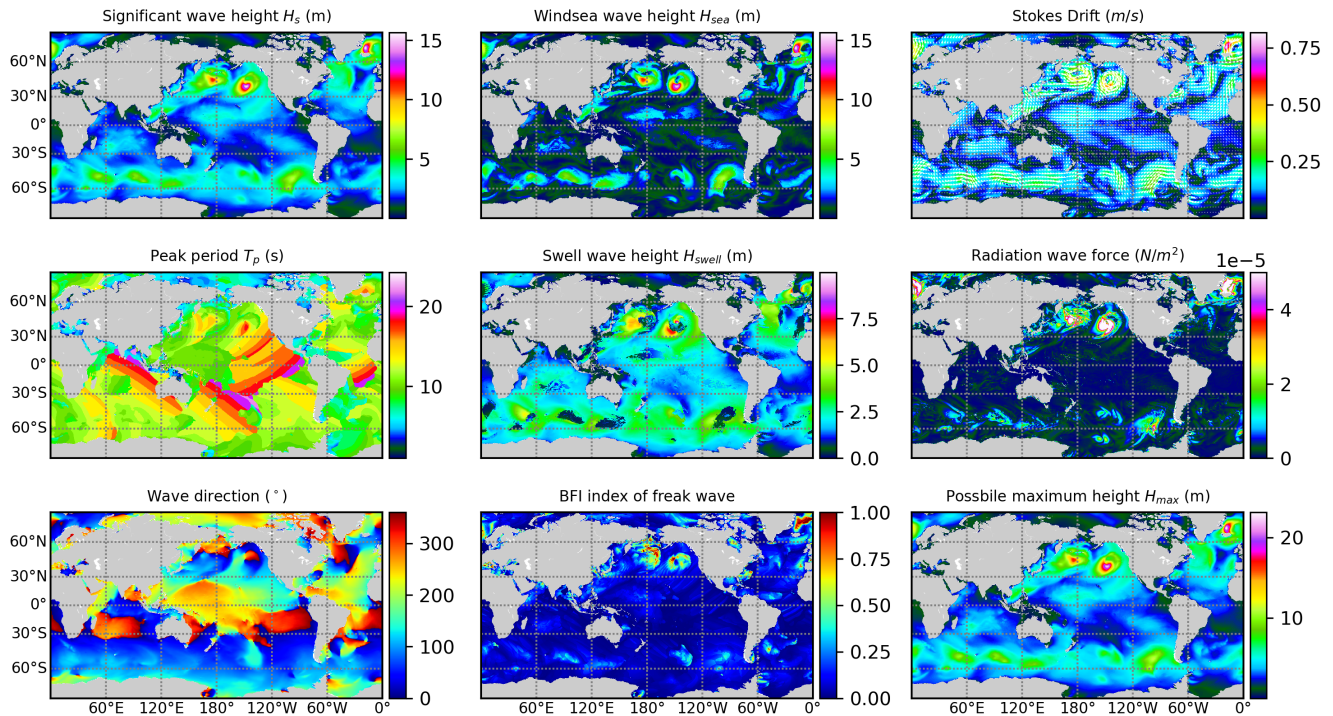 Significant wave height H_s (m)
Windsea wave height H_sea (m)
Stokes Drift (m/s)
60°N
30°N
0°
30°S
60°S
15
10
5
15
10
5
0.75
0.50
0.25
Peak period T_p (s)
Swell wave height H_swell (m)
Radiation wave force (N/m²)
1e−5
60°N
30°N
0°
30°S
60°S
20
10
7.5
5.0
2.5
0.0
4
2
0
Wave direction (°)
BFI index of freak wave
Possbile maximum height H_max (m)
60°N
30°N
0°
30°S
60°S
300
200
100
0
1.00
0.75
0.50
0.25
0.00
20
10
60°E 120°E 180° 120°W 60°W 0°
60°E 120°E 180° 120°W 60°W 0°
60°E 120°E 180° 120°W 60°W 0°